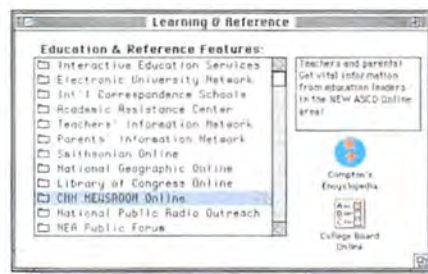 Learning & Reference
Education & Reference Features:
Interactive Education Services
Electronic University Network
Int'l Correspondence Schools
Academic Assistance Center
Teachers' Information Network
Parents' Information Network
Smithsonian Online
National Geographic Online
Library of Congress Online
CNN NEWSROOM Online
National Public Radio Outreach
NEA Public Forum
Teachers and parents!
Get vital information
from education leaders
in the NEW ASCD Online
area!
Compton's
Encyclopedia
College Board
Online